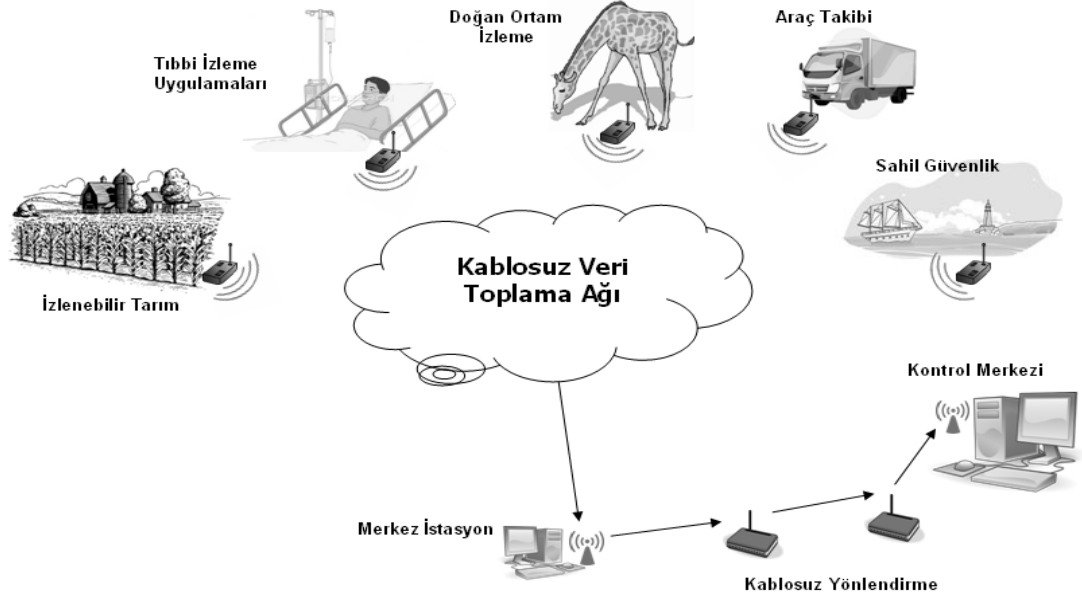 Doğan Ortam
İzleme
Araç Takibi
Tıbbi İzleme
Uygulamaları
Sahil Güvenlik
Kablosuz Veri
Toplama Ağı
İzlenebilir Tarım
Kontrol Merkezi
Merkez İstasyon
Kablosuz Yönlendirme